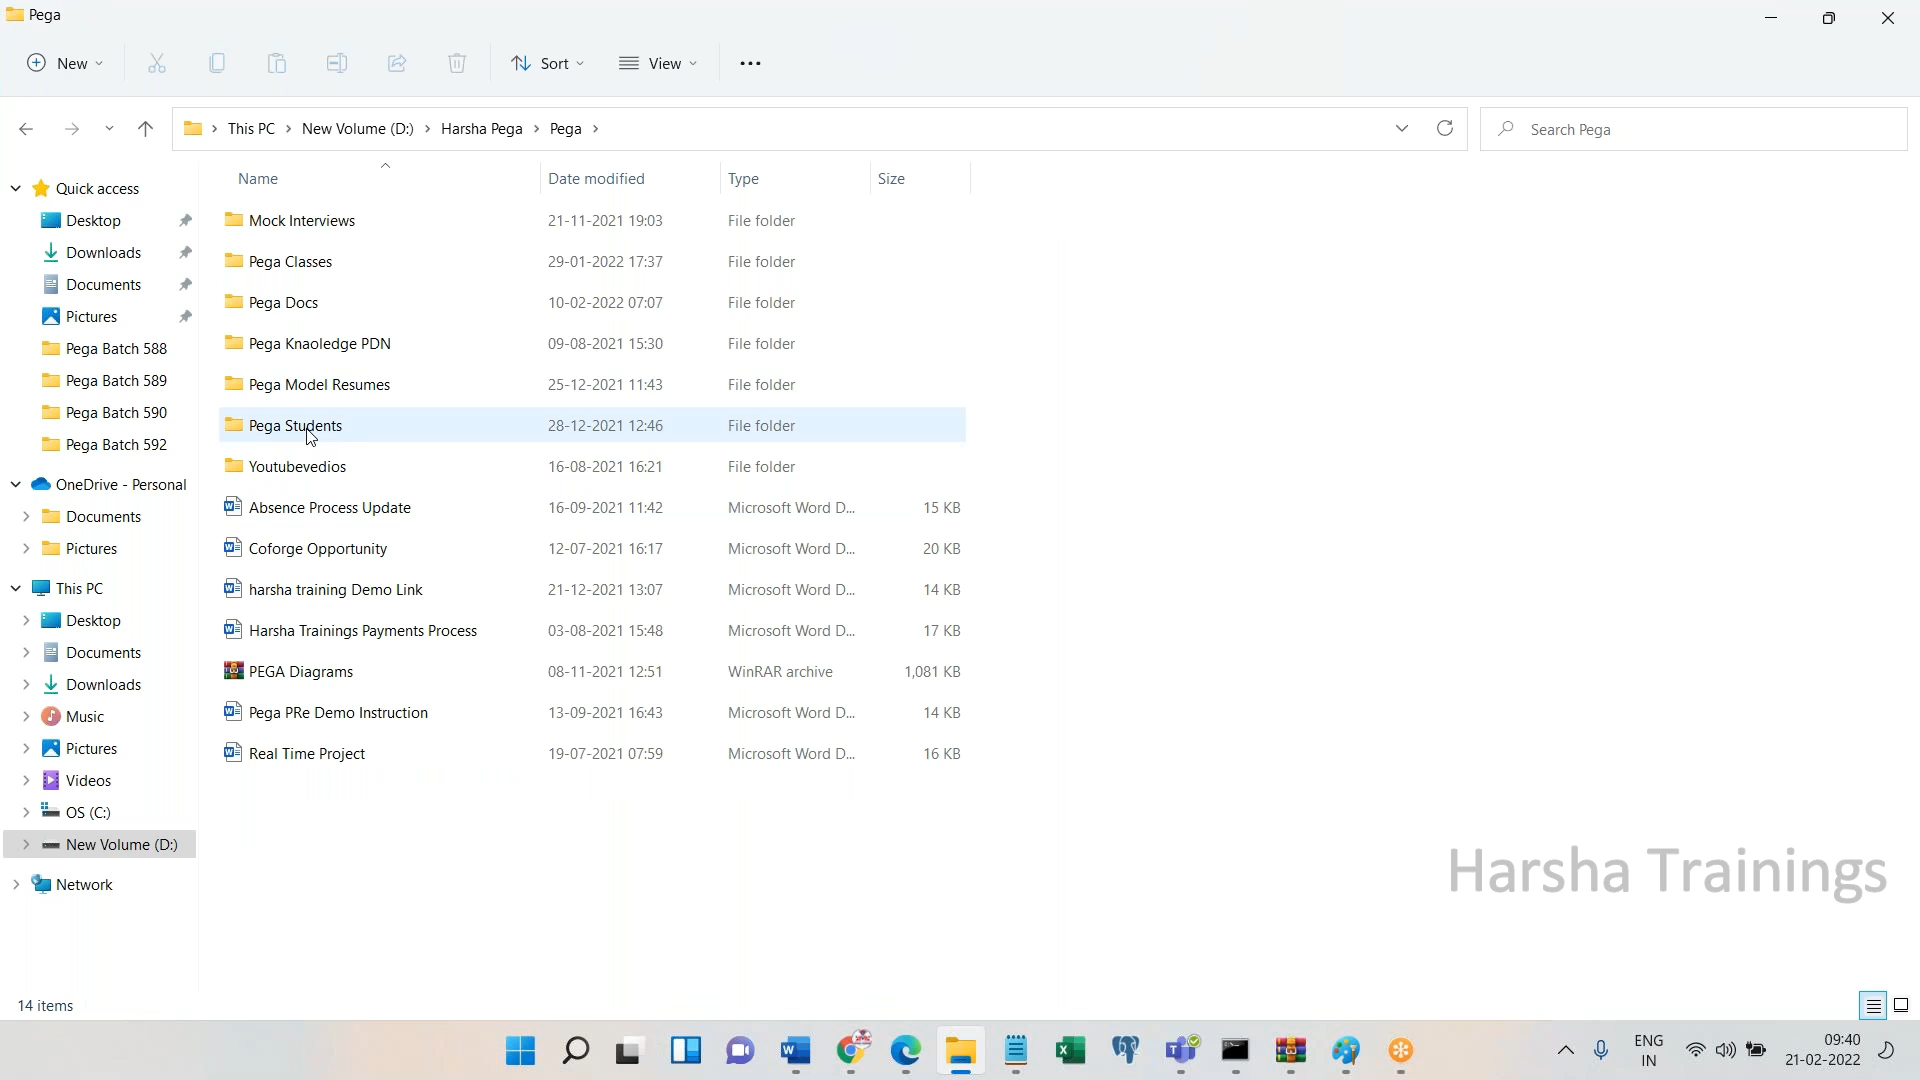 Pega
New
Sort
View
This PC > New Volume (D:) > Harsha Pega > Pega >
Search Pega
Name Date modified Type Size
Quick access
Desktop
Downloads
Documents
Pictures
Pega Batch 588
Pega Batch 589
Pega Batch 590
Pega Batch 592
OneDrive - Personal
Documents
Pictures
This PC
Desktop
Documents
Downloads
Music
Pictures
Videos
OS (C:)
New Volume (D:)
Network
Mock Interviews 21-11-2021 19:03 File folder
Pega Classes 29-01-2022 17:37 File folder
Pega Docs 10-02-2022 07:07 File folder
Pega Knaoledge PDN 09-08-2021 15:30 File folder
Pega Model Resumes 25-12-2021 11:43 File folder
Pega Students 28-12-2021 12:46 File folder
Youtubevedios 16-08-2021 16:21 File folder
Absence Process Update 16-09-2021 11:42 Microsoft Word D... 15 KB
Coforge Opportunity 12-07-2021 16:17 Microsoft Word D... 20 KB
harsha training Demo Link 21-12-2021 13:07 Microsoft Word D... 14 KB
Harsha Trainings Payments Process 03-08-2021 15:48 Microsoft Word D... 17 KB
PEGA Diagrams 08-11-2021 12:51 WinRAR archive 1,081 KB
Pega PRe Demo Instruction 13-09-2021 16:43 Microsoft Word D... 14 KB
Real Time Project 19-07-2021 07:59 Microsoft Word D... 16 KB
Harsha Trainings
14 items
ENG
IN
09:40
21-02-2022